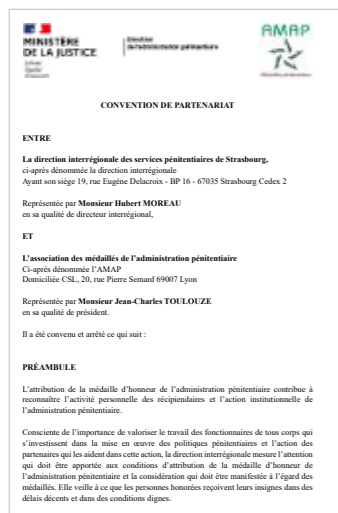 MINISTÈRE
DE LA JUSTICE
Liberté
Égalité
Fraternité
Direction
de l'administration pénitentiaire
AMAP
CONVENTION DE PARTENARIAT
ENTRE
La direction interrégionale des services pénitentiaires de Strasbourg,
ci-après dénommée la direction interrégionale
Ayant son siège 19, rue Eugène Delacroix - BP 16 - 67035 Strasbourg Cedex 2
Représentée par Monsieur Hubert MOREAU
en sa qualité de directeur interrégional,
ET
L'association des médaillés de l'administration pénitentiaire
Ci-après dénommée l'AMAP
Domiciliée CSL, 20, rue Pierre Semard 69007 Lyon
Représentée par Monsieur Jean-Charles TOULOUZE
en sa qualité de président.
Il a été convenu et arrêté ce qui suit :
PRÉAMBULE
L'attribution de la médaille d'honneur de l'administration pénitentiaire contribue à
reconnaître l'activité personnelle des récipiendaires et l'action institutionnelle de
l'administration pénitentiaire.
Consciente de l'importance de valoriser le travail des fonctionnaires de tous corps qui
s'investissent dans la mise en œuvre des politiques pénitentiaires et l'action des
partenaires qui les aident dans cette action, la direction interrégionale mesure l'attention
qui doit être apportée aux conditions d'attribution de la médaille d'honneur de
l'administration pénitentiaire et la considération qui doit être manifestée à l'égard des
médaillés. Elle veille à ce que les personnes honorées reçoivent leurs insignes dans des
délais décents et dans des conditions dignes.